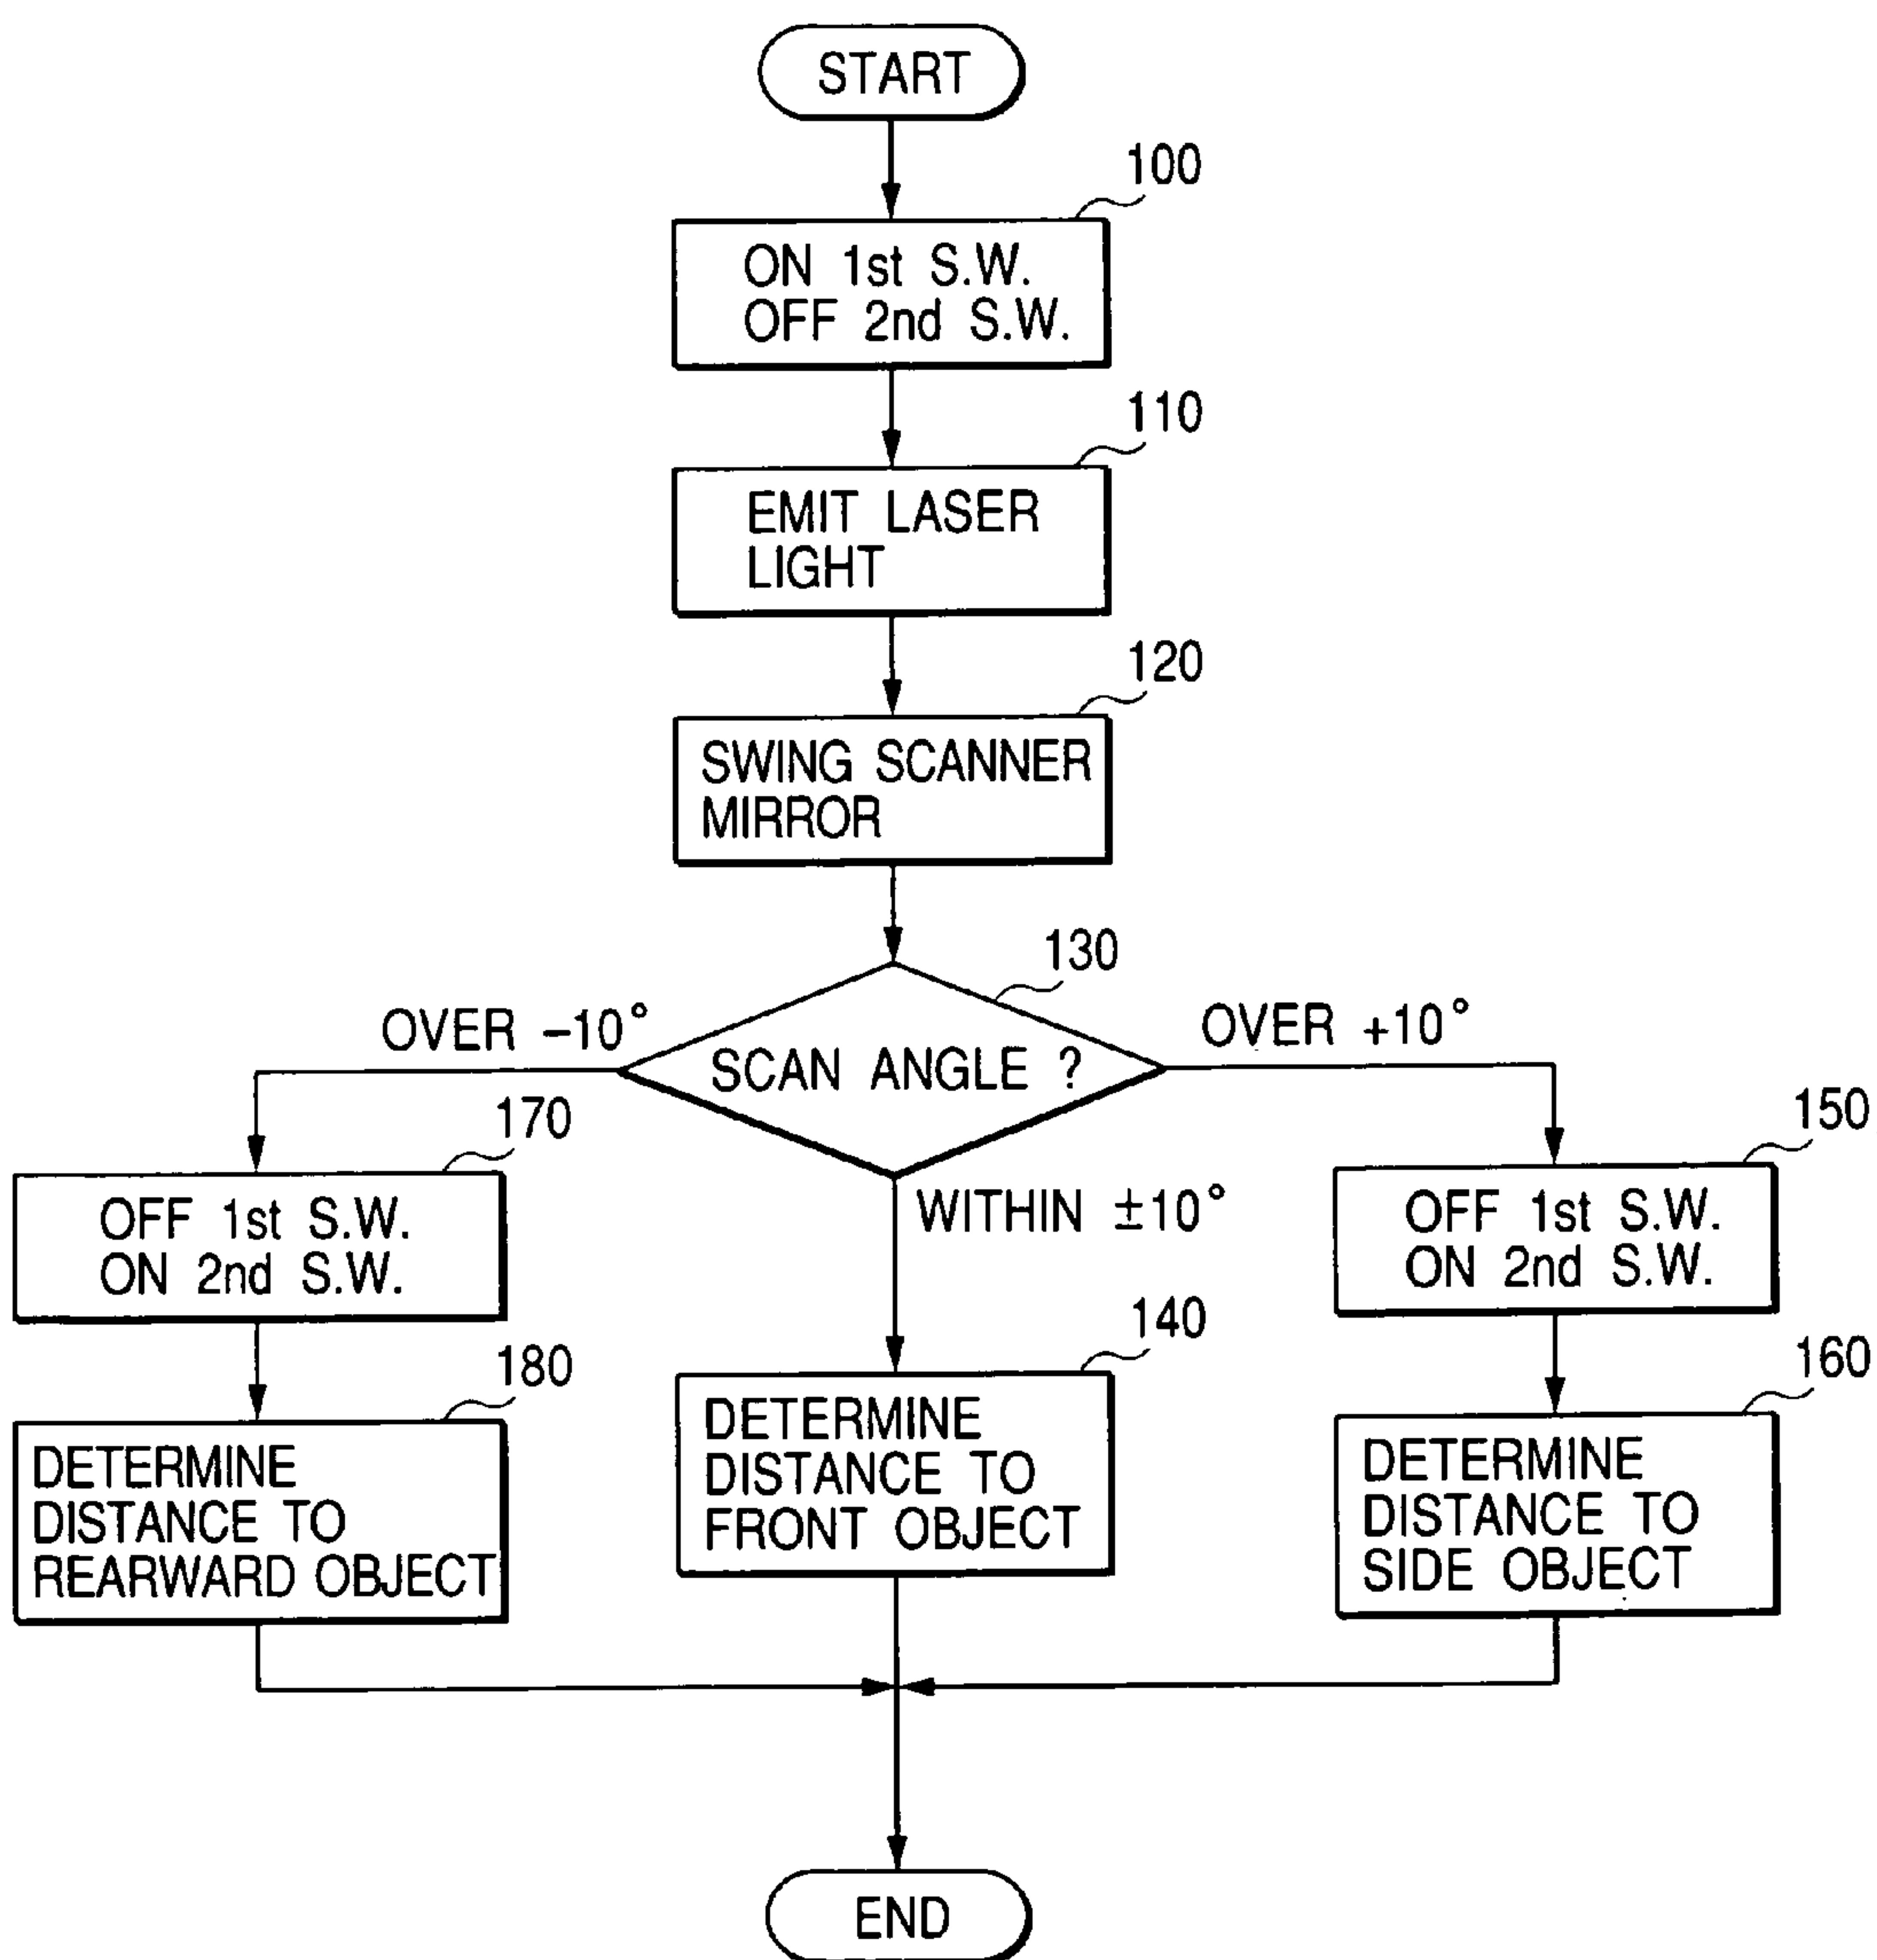 START
100
ON 1st S.W.
OFF 2nd S.W.
110
EMIT LASER
LIGHT
120
SWING SCANNER
MIRROR
130
SCAN ANGLE ?
OVER −10°
OVER +10°
WITHIN ±10°
170
OFF 1st S.W.
ON 2nd S.W.
150
OFF 1st S.W.
ON 2nd S.W.
180
DETERMINE
DISTANCE TO
REARWARD OBJECT
140
DETERMINE
DISTANCE TO
FRONT OBJECT
160
DETERMINE
DISTANCE TO
SIDE OBJECT
END